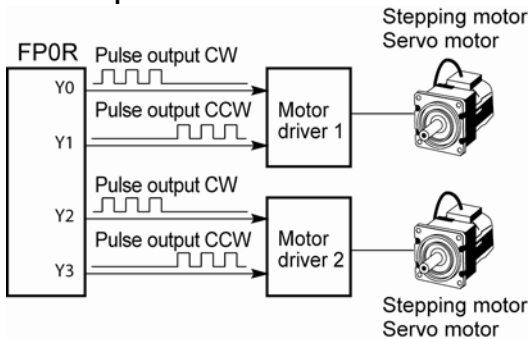 Stepping motor
Servo motor
FP0R
Pulse output CW
Y0
Pulse output CCW
Y1
Motor
driver 1
Pulse output CW
Y2
Pulse output CCW
Y3
Motor
driver 2
Stepping motor
Servo motor